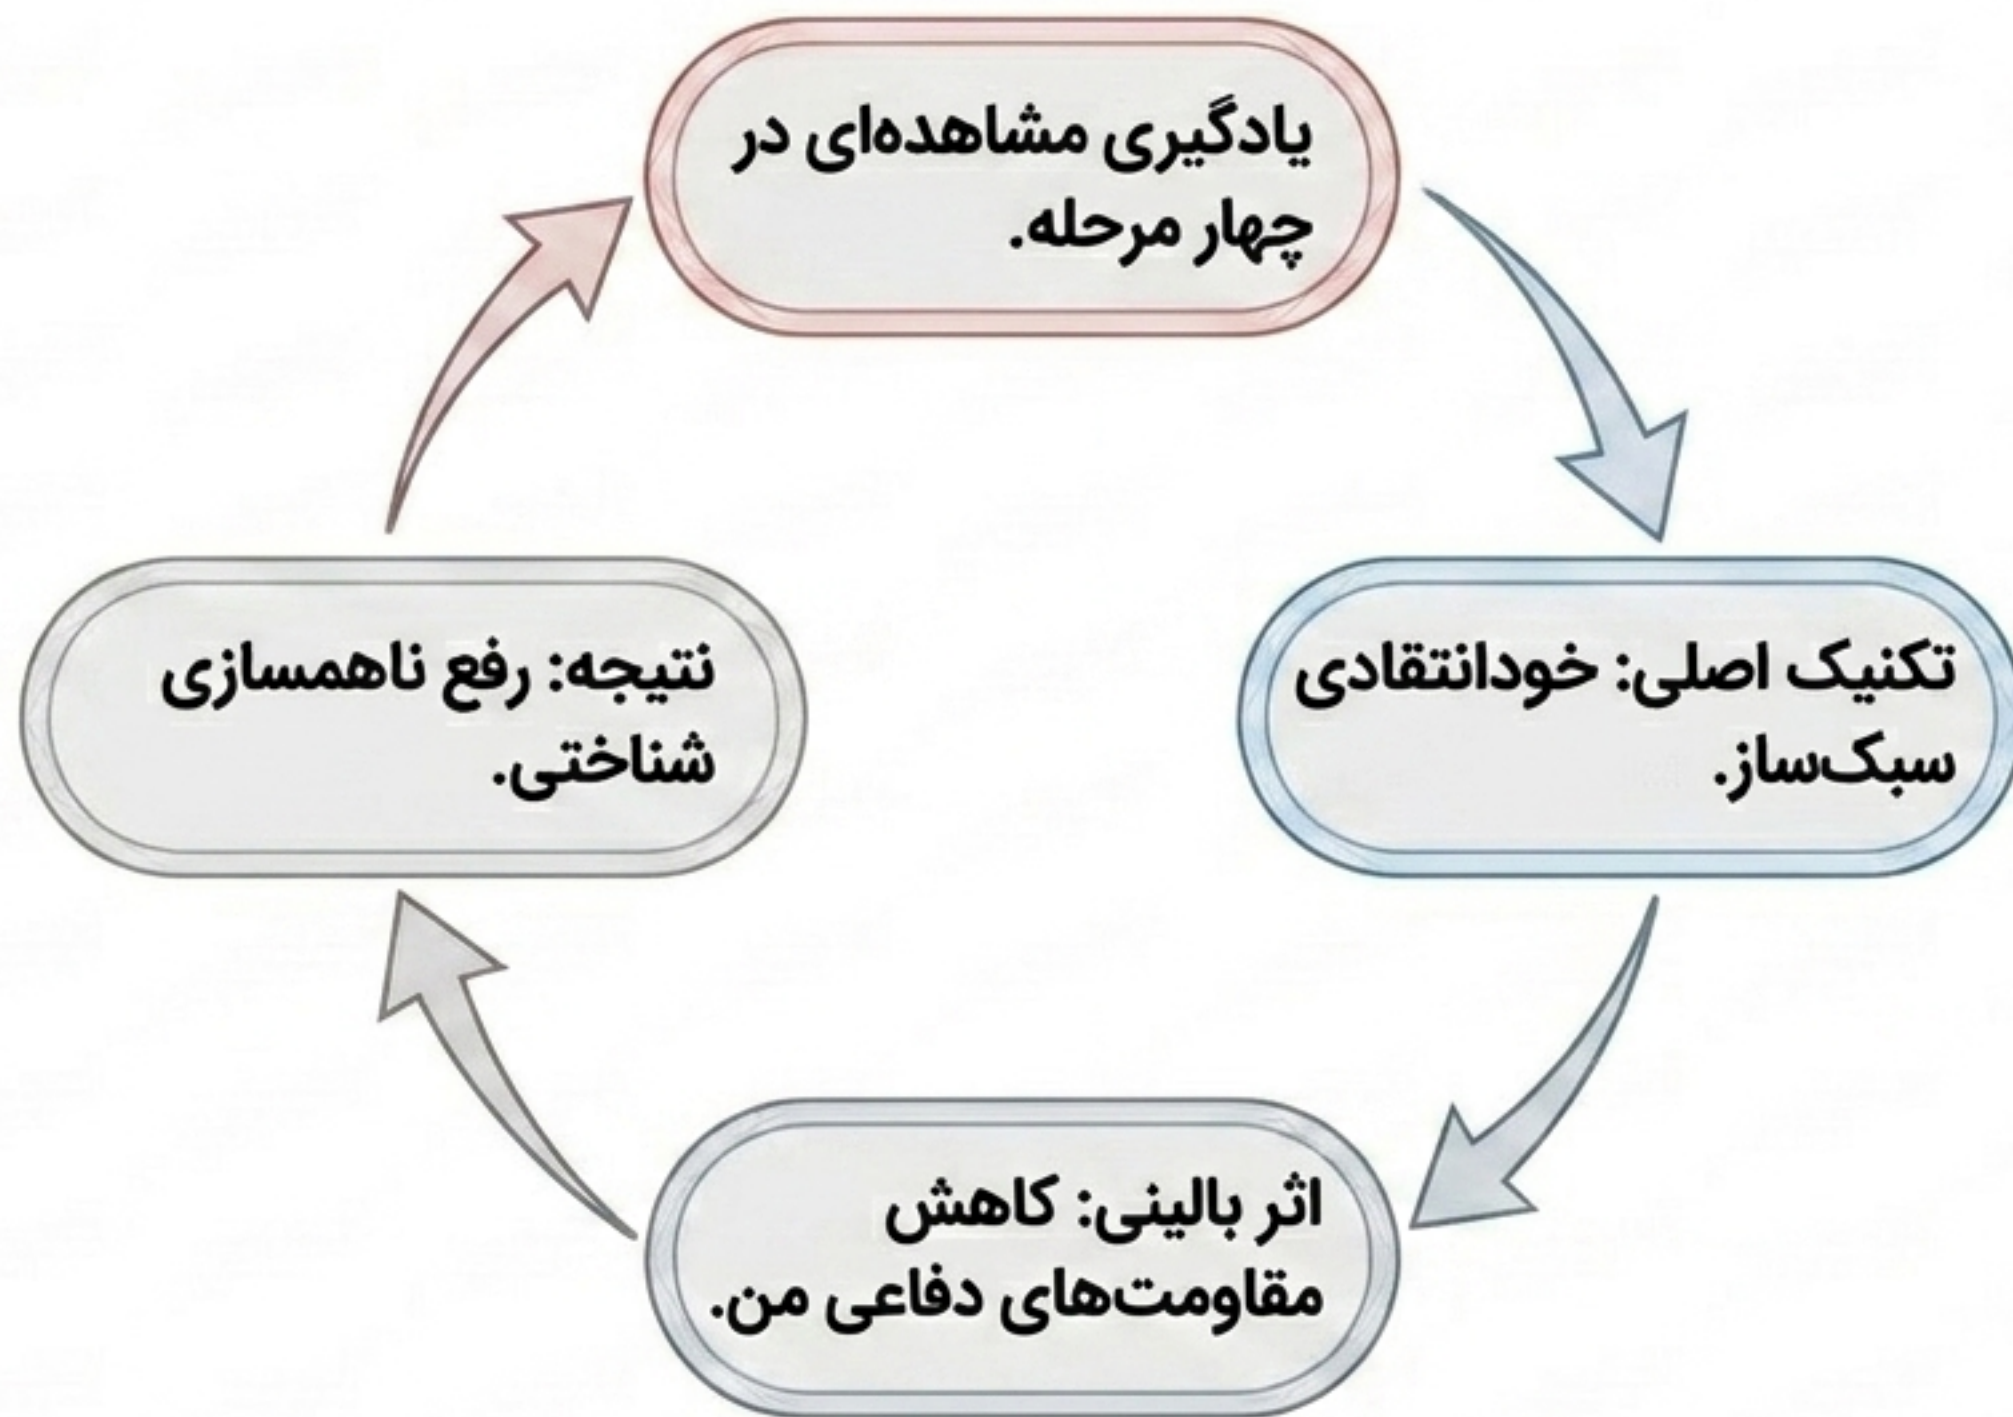 یادگیری مشاهده‌ای در
چهار مرحله.
تکنیک اصلی: خودانتقادی
سبک‌ساز.
اثر بالینی: کاهش
مقاومت‌های دفاعی من.
نتیجه: رفع ناهمسازی
شناختی.